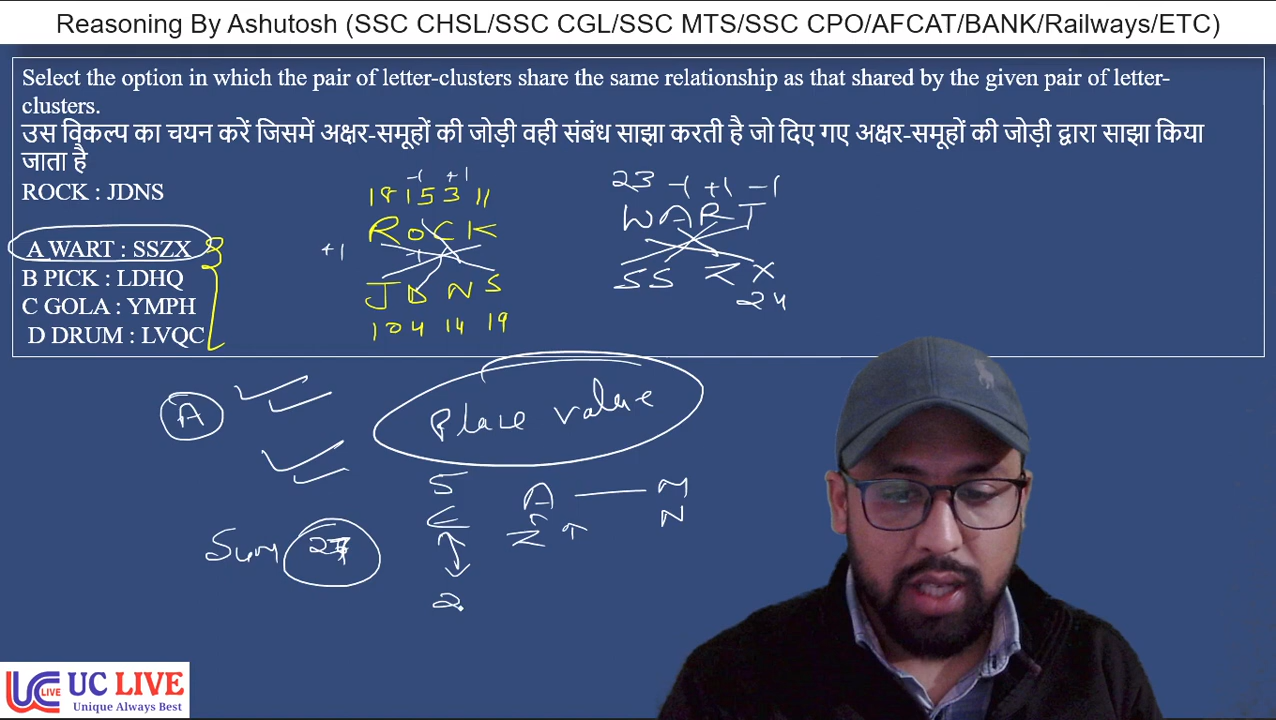 Reasoning By Ashutosh (SSC CHSL/SSC CGL/SSC MTS/SSC CPO/AFCAT/BANK/Railways/ETC)
Select the option in which the pair of letter-clusters share the same relationship as that shared by the given pair of letter-
clusters.
उस विकल्प का चयन करें जिसमें अक्षर-समूहों की जोड़ी वही संबंध साझा करती है जो दिए गए अक्षर-समूहों की जोड़ी द्वारा साझा किया
जाता है
ROCK : JDNS
A WART : SSZX
B PICK : LDHQ
C GOLA : YMPH
D DRUM : LVQC
-1 +1
18 15 3 11
ROCK
+1 -1
JDNS
10 4 14 19
23 -1 +1 -1
WART
SSZX
24
A
Place value
S
C
2
A M
Z N
Sum
UC LIVE
LIVE
Unique Always Best